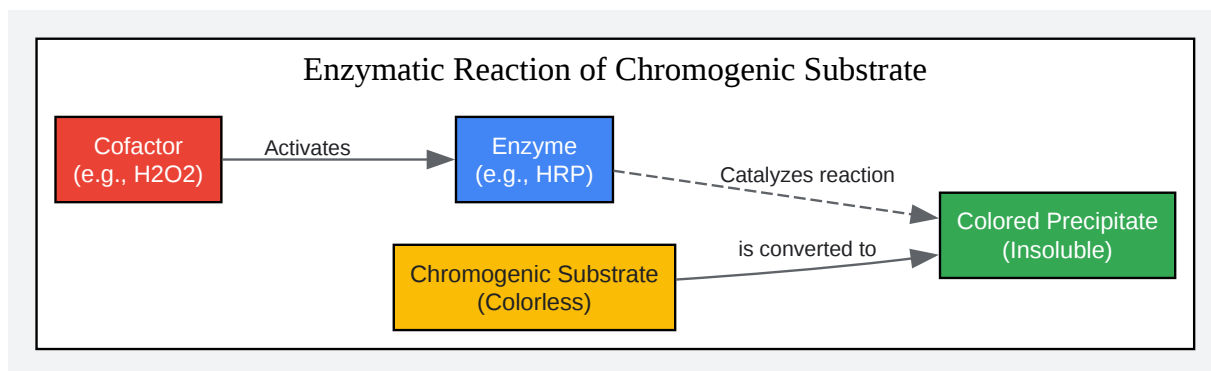 Enzymatic Reaction of Chromogenic Substrate
Cofactor
(e.g., H2O2)
Activates
Enzyme
(e.g., HRP)
Catalyzes reaction
Colored Precipitate
(Insoluble)
is converted to
Chromogenic Substrate
(Colorless)